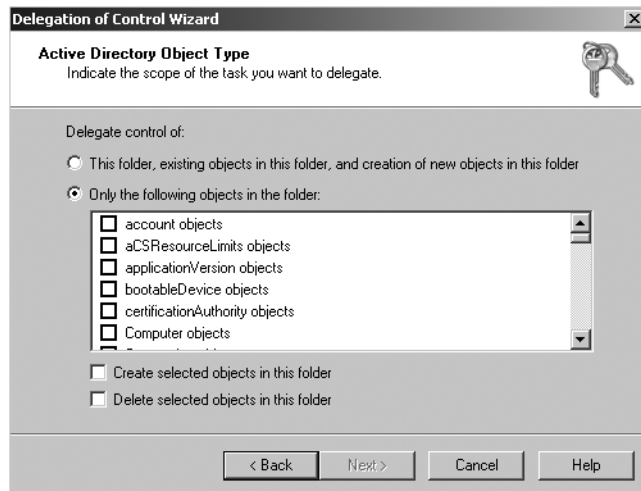 Delegation of Control Wizard
Active Directory Object Type
Indicate the scope of the task you want to delegate.
Delegate control of:
This folder, existing objects in this folder, and creation of new objects in this folder
Only the following objects in the folder:
account objects
aCSResourceLimits objects
applicationVersion objects
bootableDevice objects
certificationAuthority objects
Computer objects
Create selected objects in this folder
Delete selected objects in this folder
< Back Next > Cancel Help